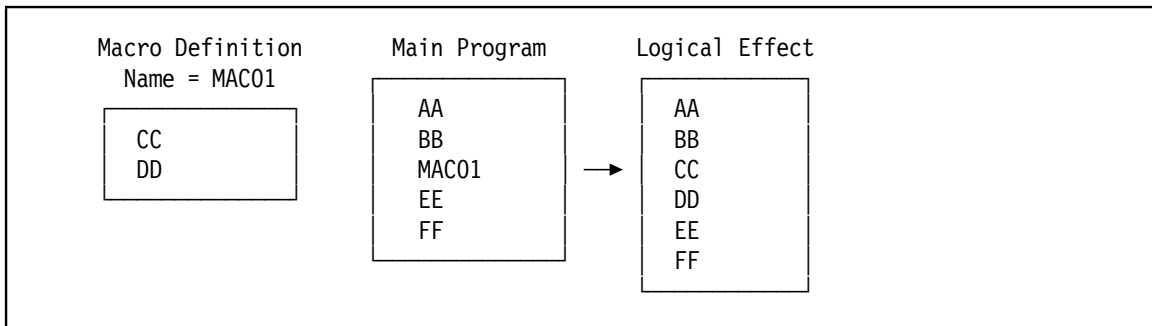 Macro Definition
Name = MAC01
CC
DD
Main Program
AA
BB
MAC01
EE
FF
Logical Effect
AA
BB
CC
DD
EE
FF